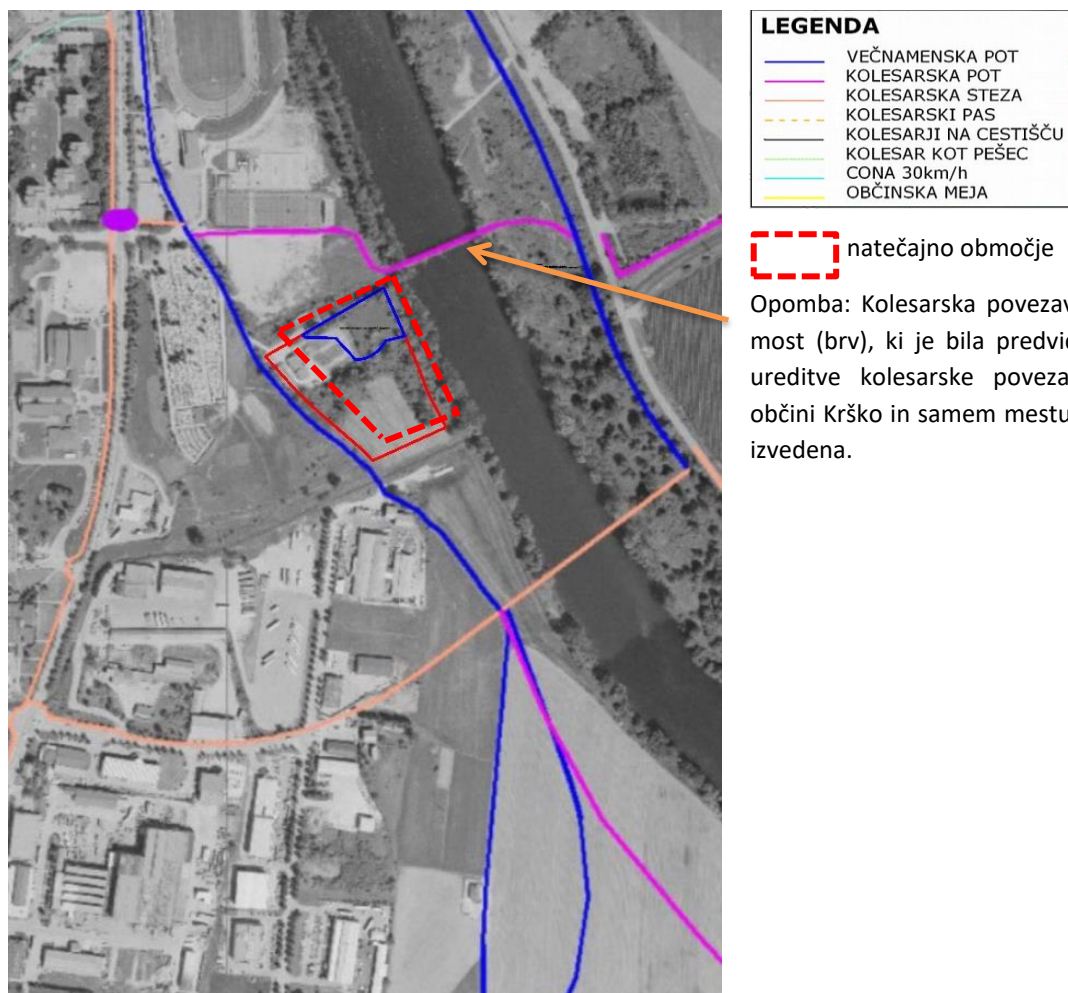 LEGENDA
VEČNAMENSKA POT
KOLESARSKA POT
KOLESARSKA STEZA
KOLESARSKI PAS
KOLESARJI NA CESTIŠČU
KOLESAR KOT PEŠEC
CONA 30km/h
OBČINSKA MEJA
natečajno območje
Opomba: Kolesarska povezav
most (brv), ki je bila predvid
ureditve kolesarske poveza
občini Krško in samem mestu
izvedena.